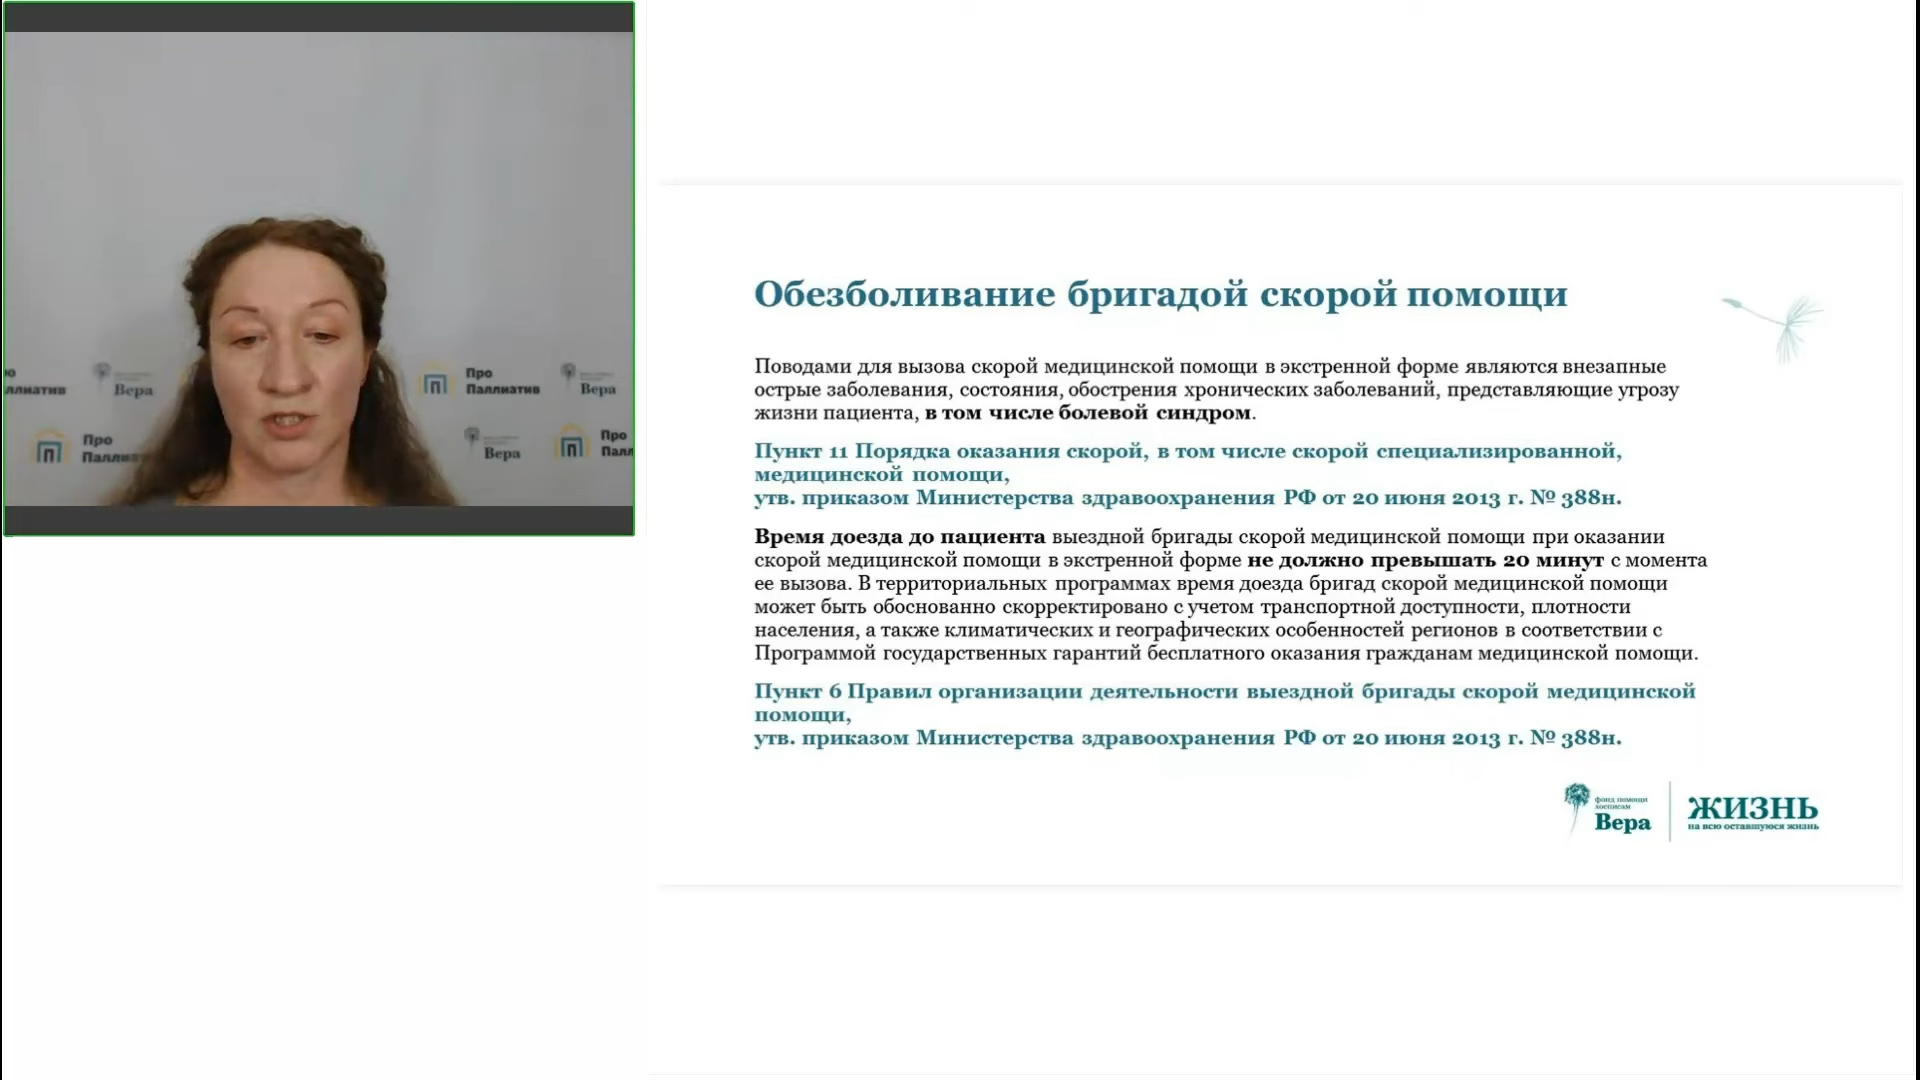 ро
ллиатив
Вера
Про
Паллиатив
Вера
Про
Паллиа
Вера
Про
Палл
Обезболивание бригадой скорой помощи
Поводами для вызова скорой медицинской помощи в экстренной форме являются внезапные
острые заболевания, состояния, обострения хронических заболеваний, представляющие угрозу
жизни пациента, в том числе болевой синдром.
Пункт 11 Порядка оказания скорой, в том числе скорой специализированной,
медицинской помощи,
утв. приказом Министерства здравоохранения РФ от 20 июня 2013 г. № 388н.
Время доезда до пациента выездной бригады скорой медицинской помощи при оказании
скорой медицинской помощи в экстренной форме не должно превышать 20 минут с момента
ее вызова. В территориальных программах время доезда бригад скорой медицинской помощи
может быть обоснованно скорректировано с учетом транспортной доступности, плотности
населения, а также климатических и географических особенностей регионов в соответствии с
Программой государственных гарантий бесплатного оказания гражданам медицинской помощи.
Пункт 6 Правил организации деятельности выездной бригады скорой медицинской
помощи,
утв. приказом Министерства здравоохранения РФ от 20 июня 2013 г. № 388н.
фонд помощи
хосписам
Вера
ЖИЗНЬ
на всю оставшуюся жизнь